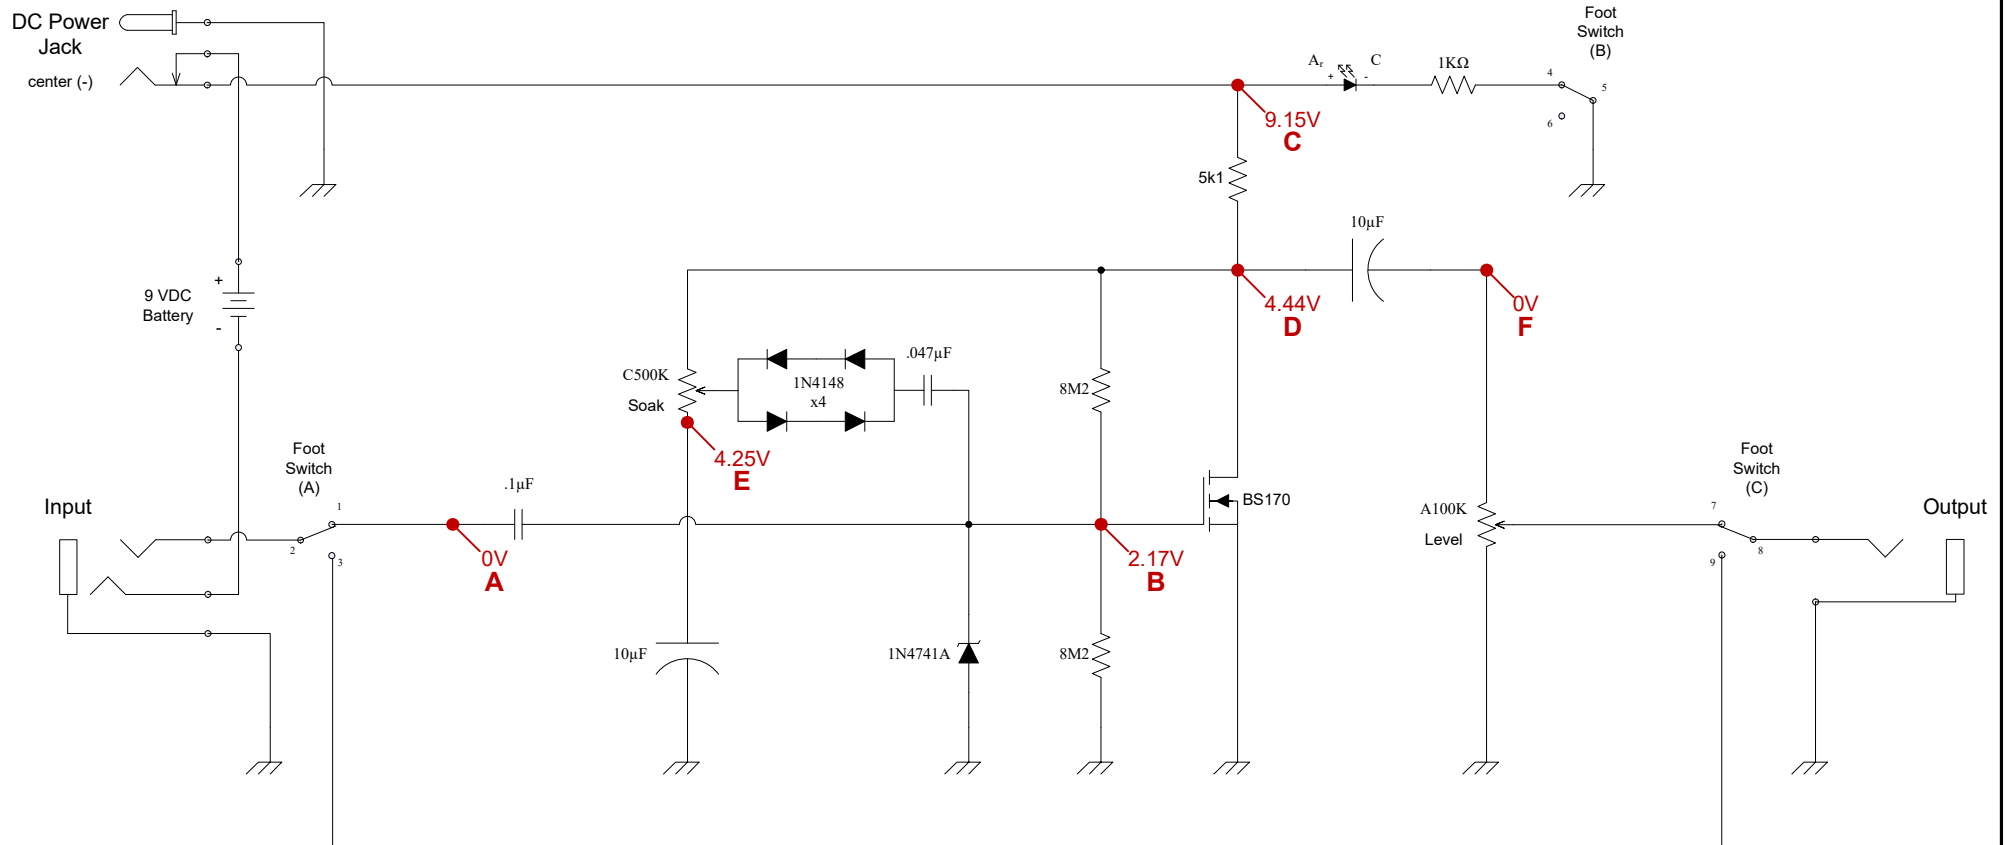 DC Power
Jack
center (-)
Foot
Switch
(B)
A, + - C
1KΩ
4
5
6
9.15V
C
5k1
10µF
+
9 VDC
Battery
-
4.44V
D
0V
F
C500K
Soak
1N4148
x4
.047µF
8M2
4.25V
E
Foot
Switch
(A)
Input
1
2
3
.1µF
0V
A
2.17V
B
BS170
A100K
Level
Foot
Switch
(C)
7
8
9
Output
10µF
1N4741A
8M2